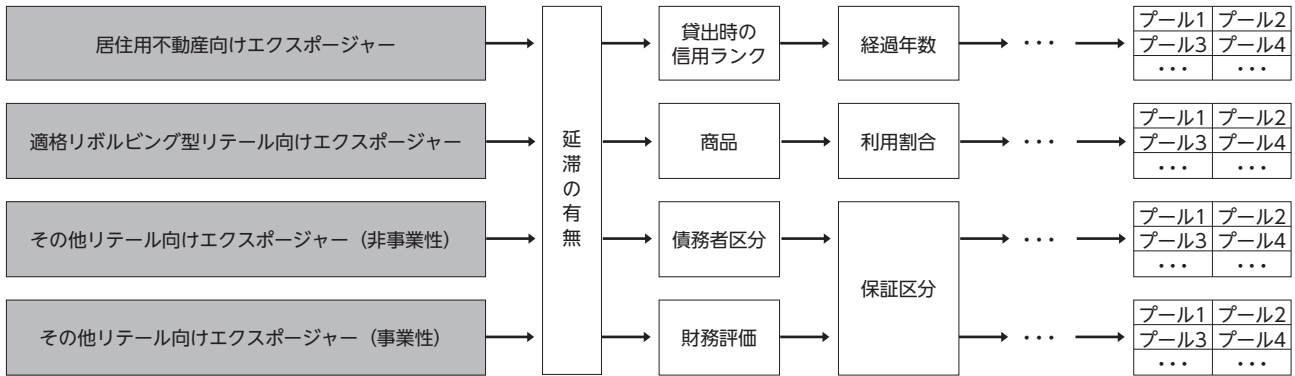 居住用不動産向けエクスポージャー
貸出時の
信用ランク
経過年数
・・・
プール1 プール2
プール3 プール4
・・・ ・・・
適格リボルビング型リテール向けエクスポージャー
延滞の有無
商品
利用割合
・・・
プール1 プール2
プール3 プール4
・・・ ・・・
その他リテール向けエクスポージャー（非事業性）
債務者区分
保証区分
・・・
プール1 プール2
プール3 プール4
・・・ ・・・
その他リテール向けエクスポージャー（事業性）
財務評価
・・・
プール1 プール2
プール3 プール4
・・・ ・・・